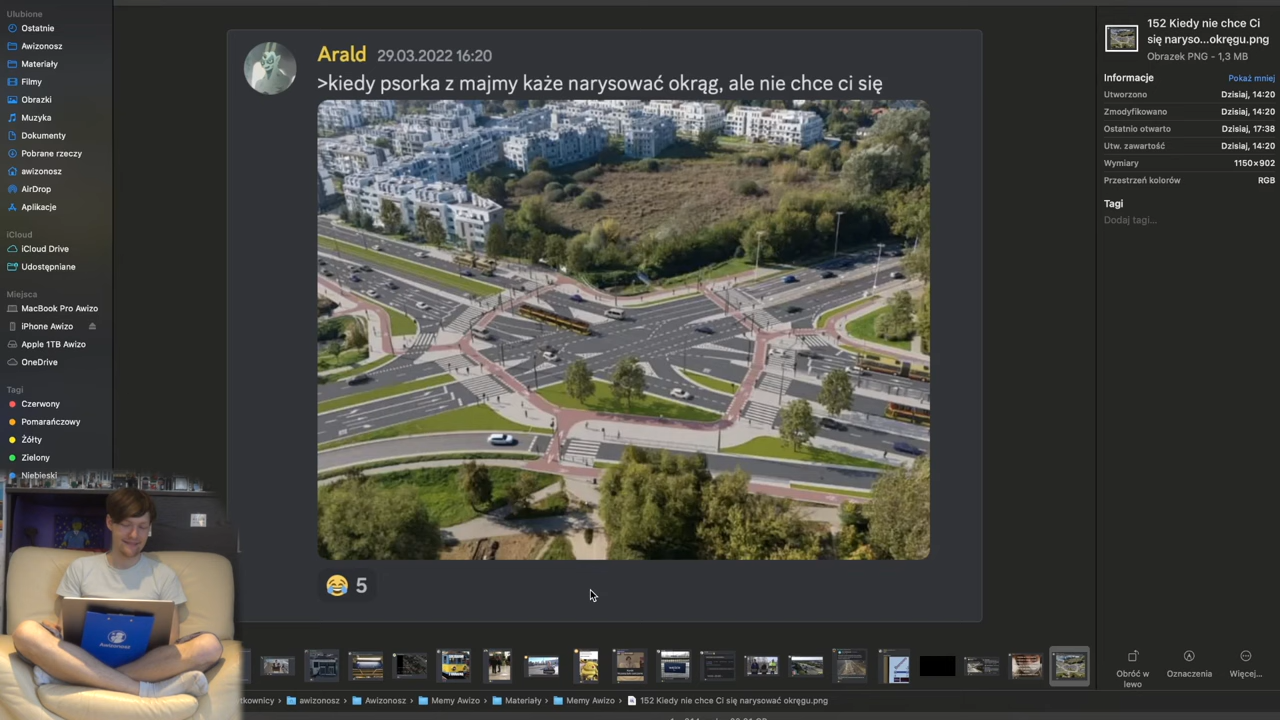 Ulubione
Ostatnie
Awizonosz
Materiały
Filmy
Obrazki
Muzyka
Dokumenty
Pobrane rzeczy
awizonosz
AirDrop
Aplikacje
iCloud
iCloud Drive
Udostępniane
Miejsca
MacBook Pro Awizo
iPhone Awizo
Apple 1TB Awizo
OneDrive
Tagi
Czerwony
Pomarańczowy
Żółty
Zielony
Niebieski
Arald 29.03.2022 16:20
>kiedy psorka z majmy każe narysować okrąg, ale nie chce ci się
😂 5
Awizonosz
152 Kiedy nie chce Ci
się naryso...okręgu.png
Obrazek PNG - 1,3 MB
Informacje Pokaż mniej
Utworzono Dzisiaj, 14:20
Zmodyfikowano Dzisiaj, 14:20
Ostatnio otwarto Dzisiaj, 17:38
Utw. zawartość Dzisiaj, 14:20
Wymiary 1150×902
Przestrzeń kolorów RGB
Tagi
Dodaj tagi...
Obróć w lewo
Oznaczenia
Więcej...
tkownicy › awizonosz › Awizonosz › Memy Awizo › Materiały › Memy Awizo › 152 Kiedy nie chce Ci się narysować okręgu.png